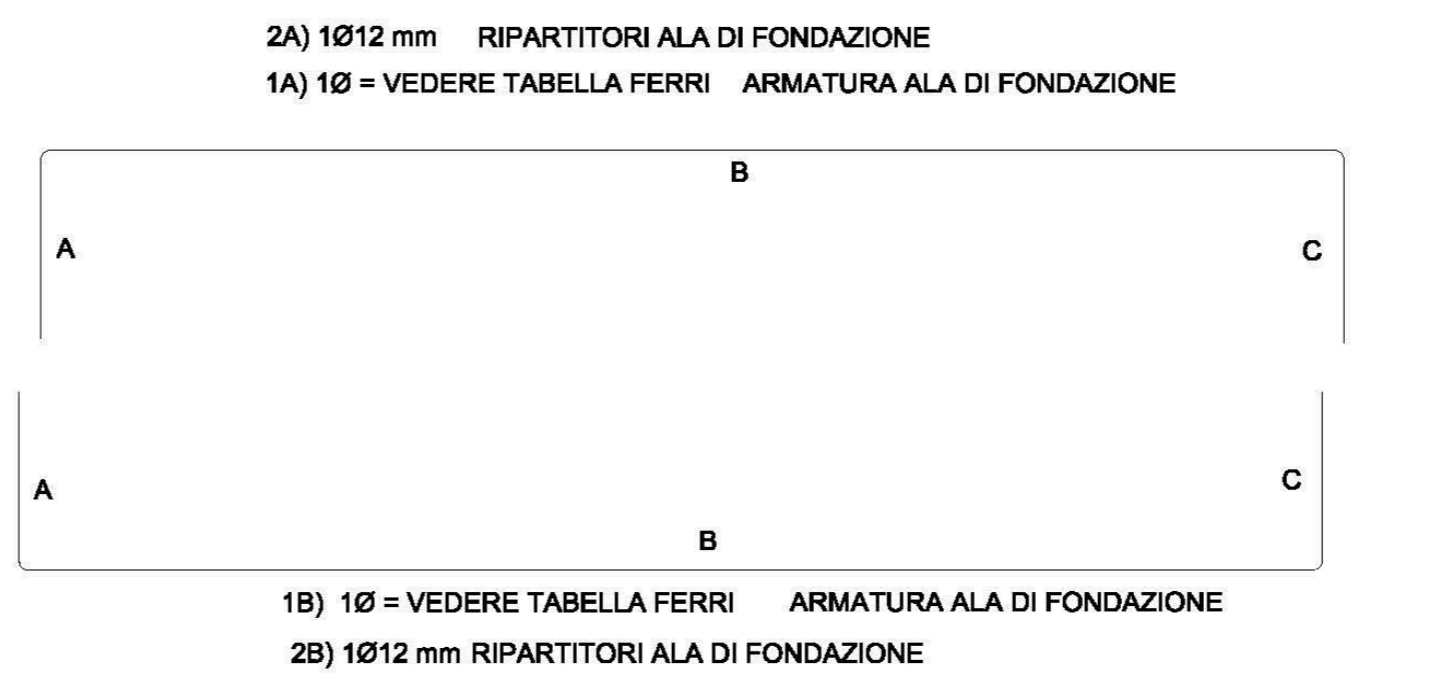 2A) 1Ø12 mm RIPARTITORI ALA DI FONDAZIONE
1A) 1Ø = VEDERE TABELLA FERRI ARMATURA ALA DI FONDAZIONE
B
A C
A C
B
1B) 1Ø = VEDERE TABELLA FERRI ARMATURA ALA DI FONDAZIONE
2B) 1Ø12 mm RIPARTITORI ALA DI FONDAZIONE